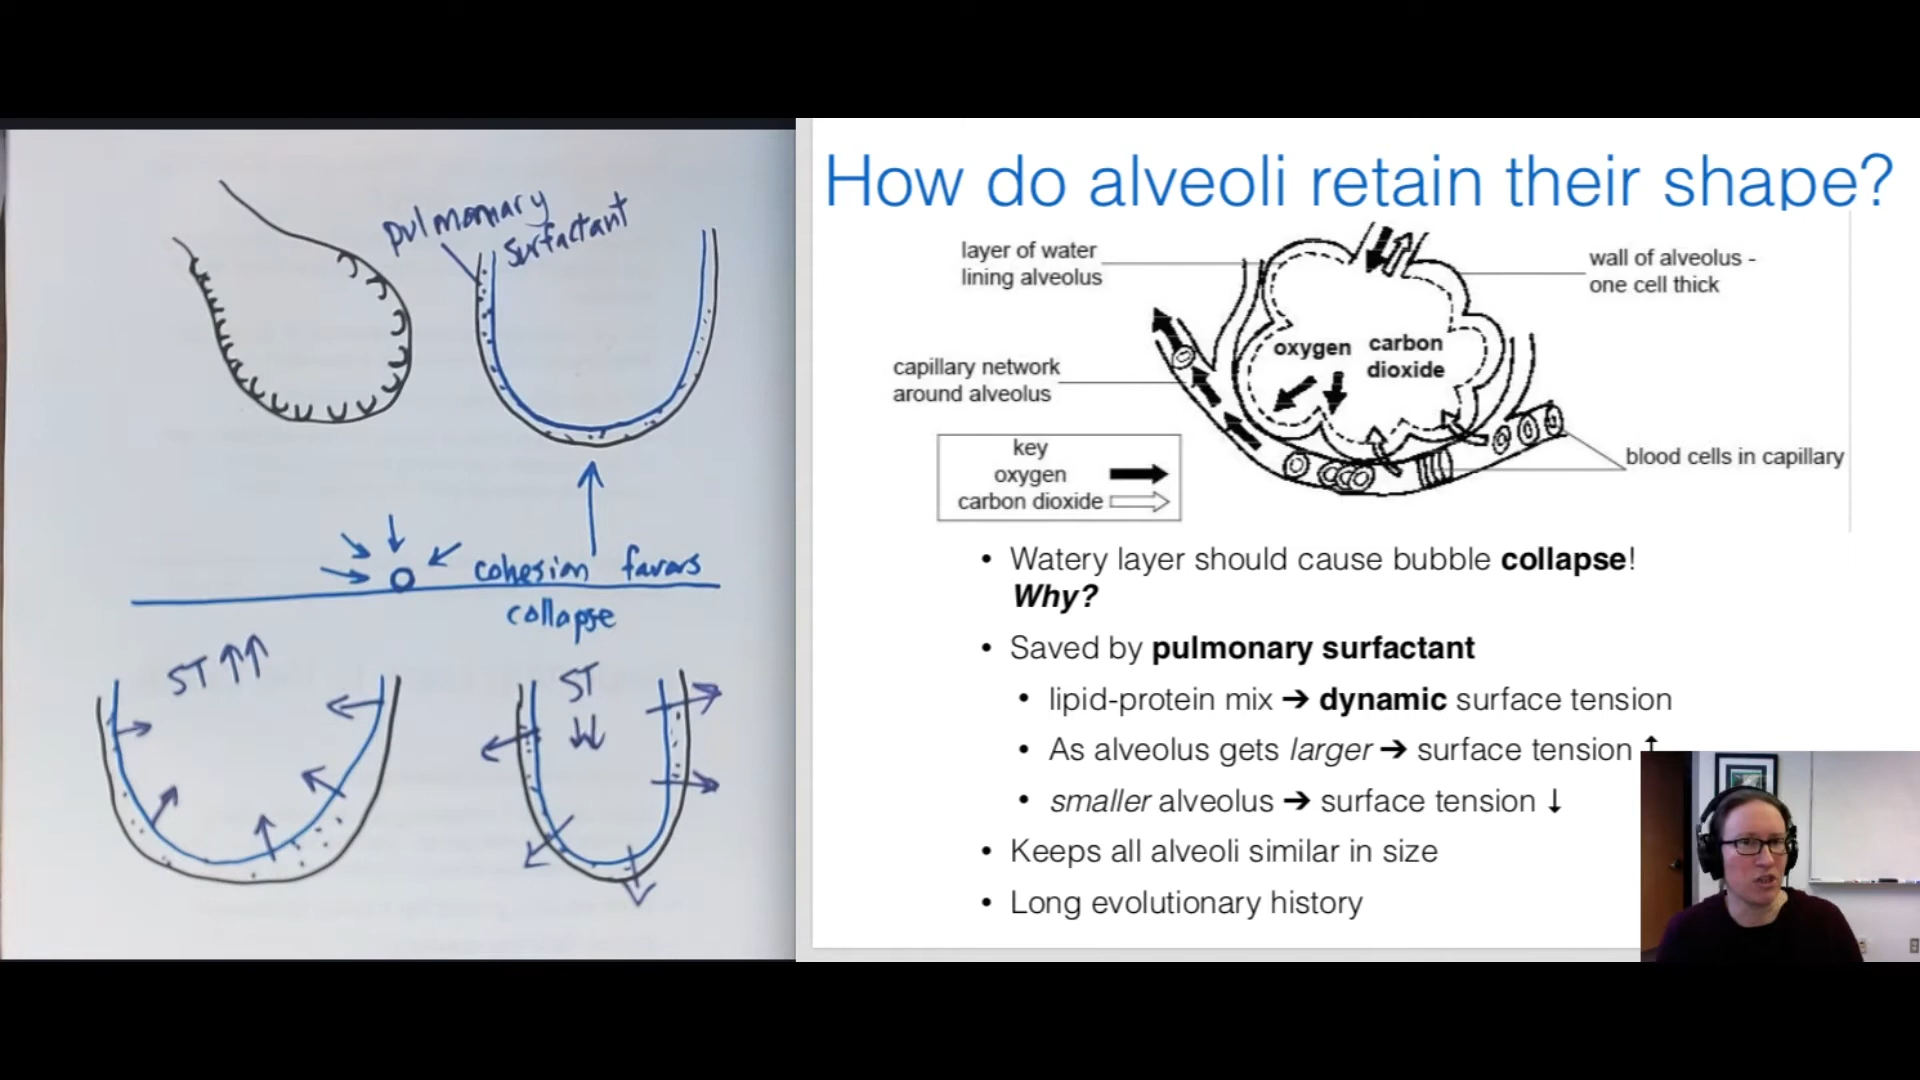 pulmonary
surfactant
cohesion favors
collapse
ST ↑↑
ST
↓↓
How do alveoli retain their shape?
layer of water
lining alveolus
wall of alveolus -
one cell thick
oxygen
carbon
dioxide
capillary network
around alveolus
key
oxygen
carbon dioxide
blood cells in capillary
• Watery layer should cause bubble collapse!
Why?
• Saved by pulmonary surfactant
• lipid-protein mix ➔ dynamic surface tension
• As alveolus gets larger ➔ surface tension ↑
• smaller alveolus ➔ surface tension ↓
• Keeps all alveoli similar in size
• Long evolutionary history